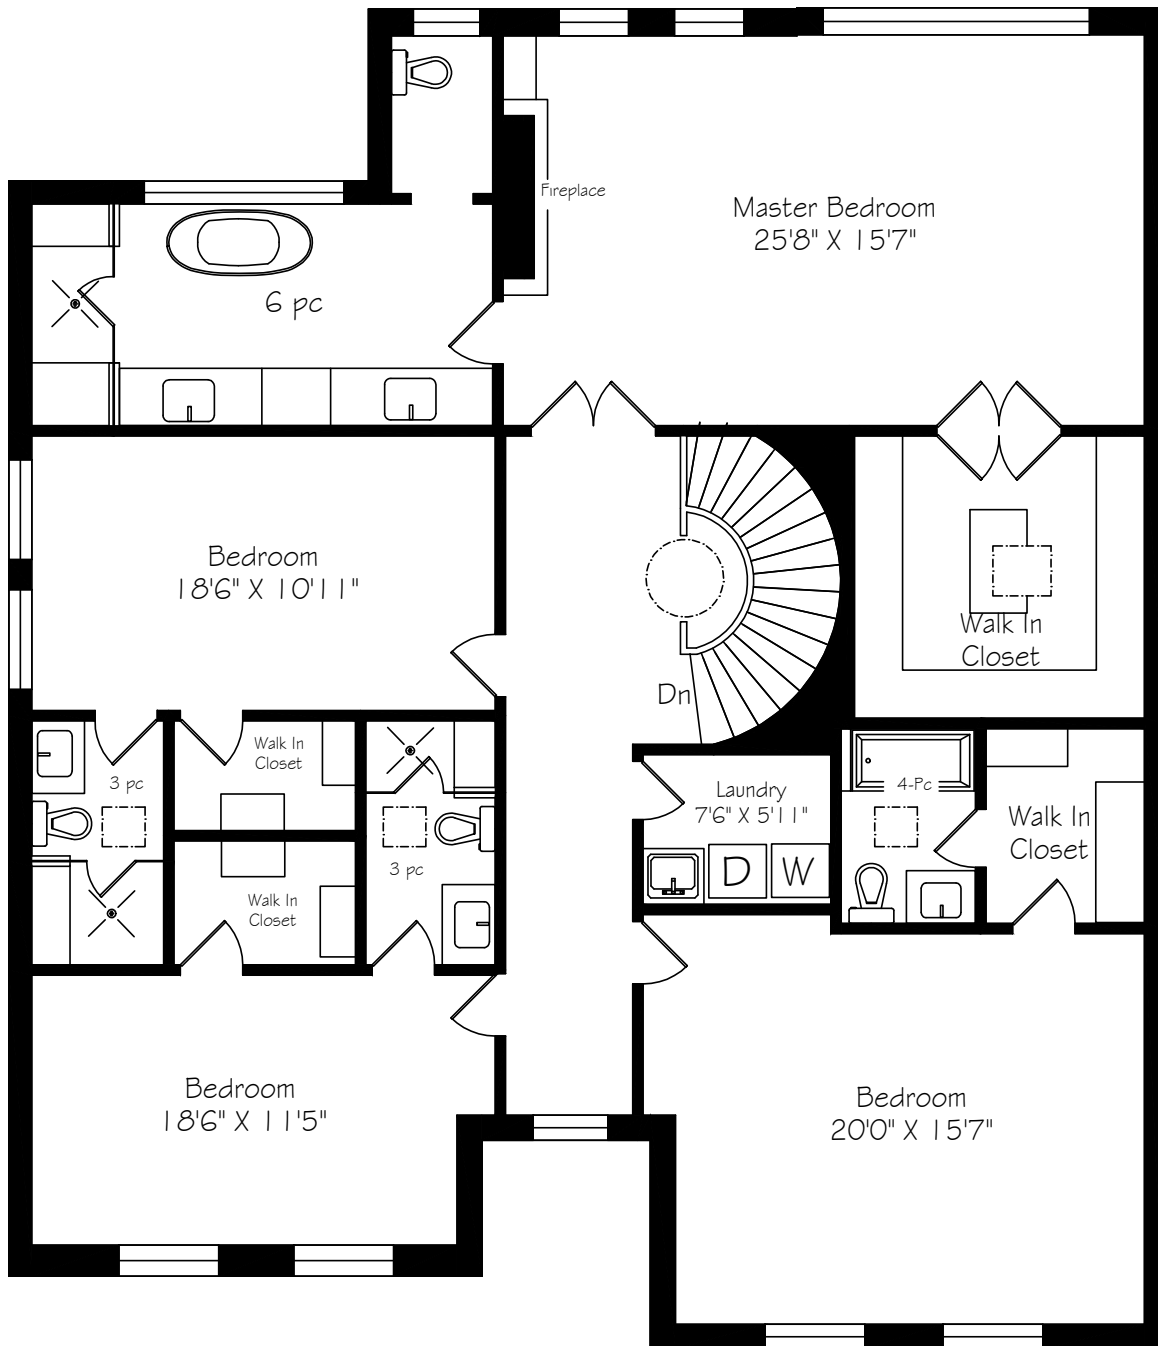 Fireplace
Master Bedroom
25'8" X 15'7"
6 pc
Bedroom
18'6" X 10'11"
Walk In
Closet
Dn
Walk In
Closet
3 pc
Laundry
7'6" X 5'11"
4-Pc
Walk In
Closet
D
W
3 pc
Walk In
Closet
Bedroom
18'6" X 11'5"
Bedroom
20'0" X 15'7"